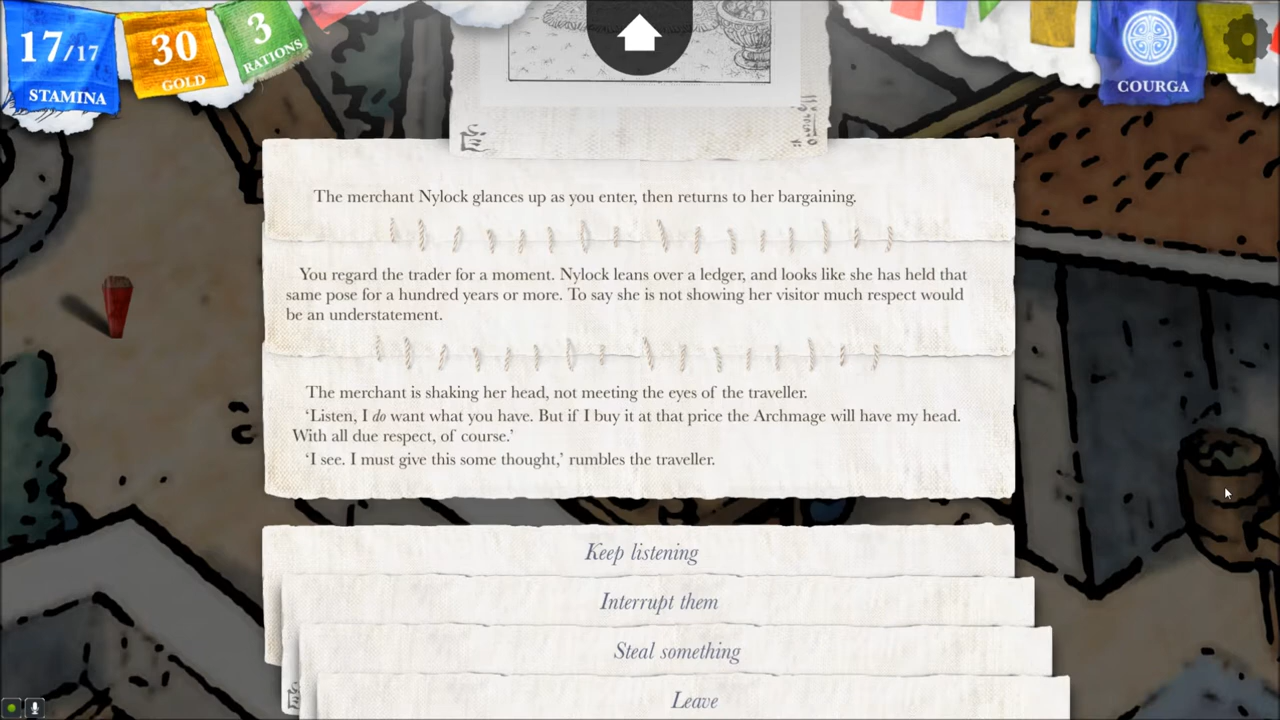 17/17
STAMINA
30
GOLD
3
RATIONS
COURGA
The merchant Nylock glances up as you enter, then returns to her bargaining.
You regard the trader for a moment. Nylock leans over a ledger, and looks like she has held that
same pose for a hundred years or more. To say she is not showing her visitor much respect would
be an understatement.
The merchant is shaking her head, not meeting the eyes of the traveller.
‘Listen, I do want what you have. But if I buy it at that price the Archmage will have my head.
With all due respect, of course.’
‘I see. I must give this some thought,’ rumbles the traveller.
Keep listening
Interrupt them
Steal something
Leave